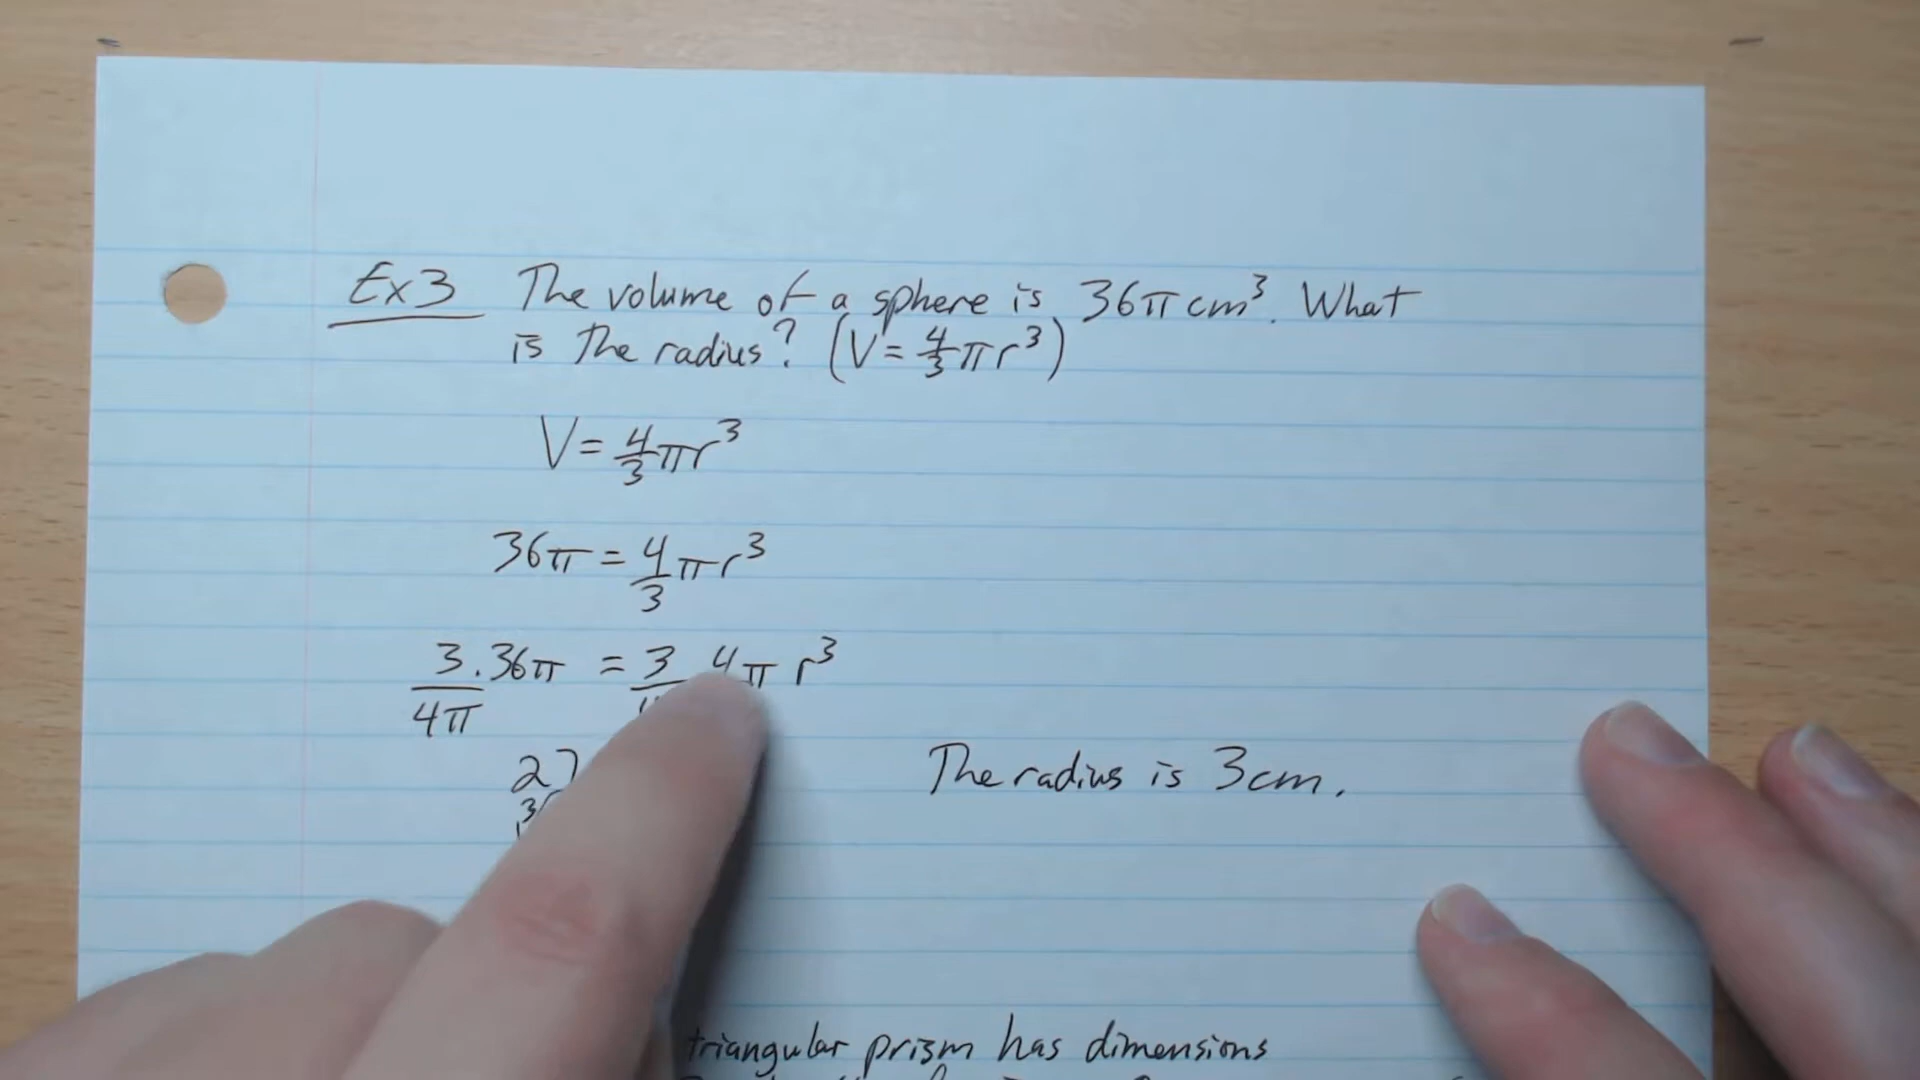 Ex3 The volume of a sphere is 36π cm³. What
is the radius? (V = 4/3 πr³)
V = 4/3 πr³
36π = 4/3 πr³
3/4π · 36π = 3 4π r³
27
3
The radius is 3cm.
triangular prism has dimensions